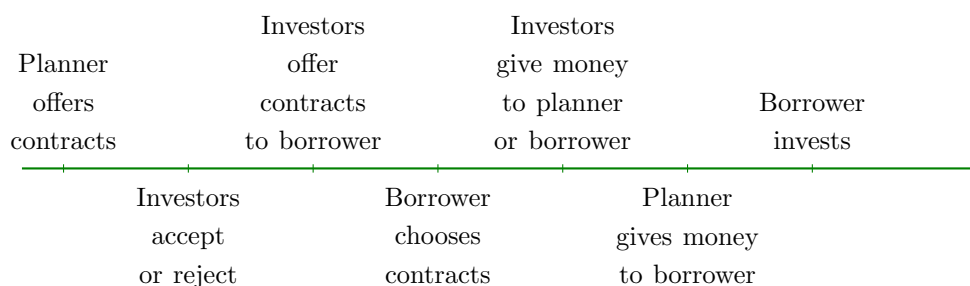 Planner
offers
contracts
Investors
accept
or reject
Investors
offer
contracts
to borrower
Borrower
chooses
contracts
Investors
give money
to planner
or borrower
Planner
gives money
to borrower
Borrower
invests